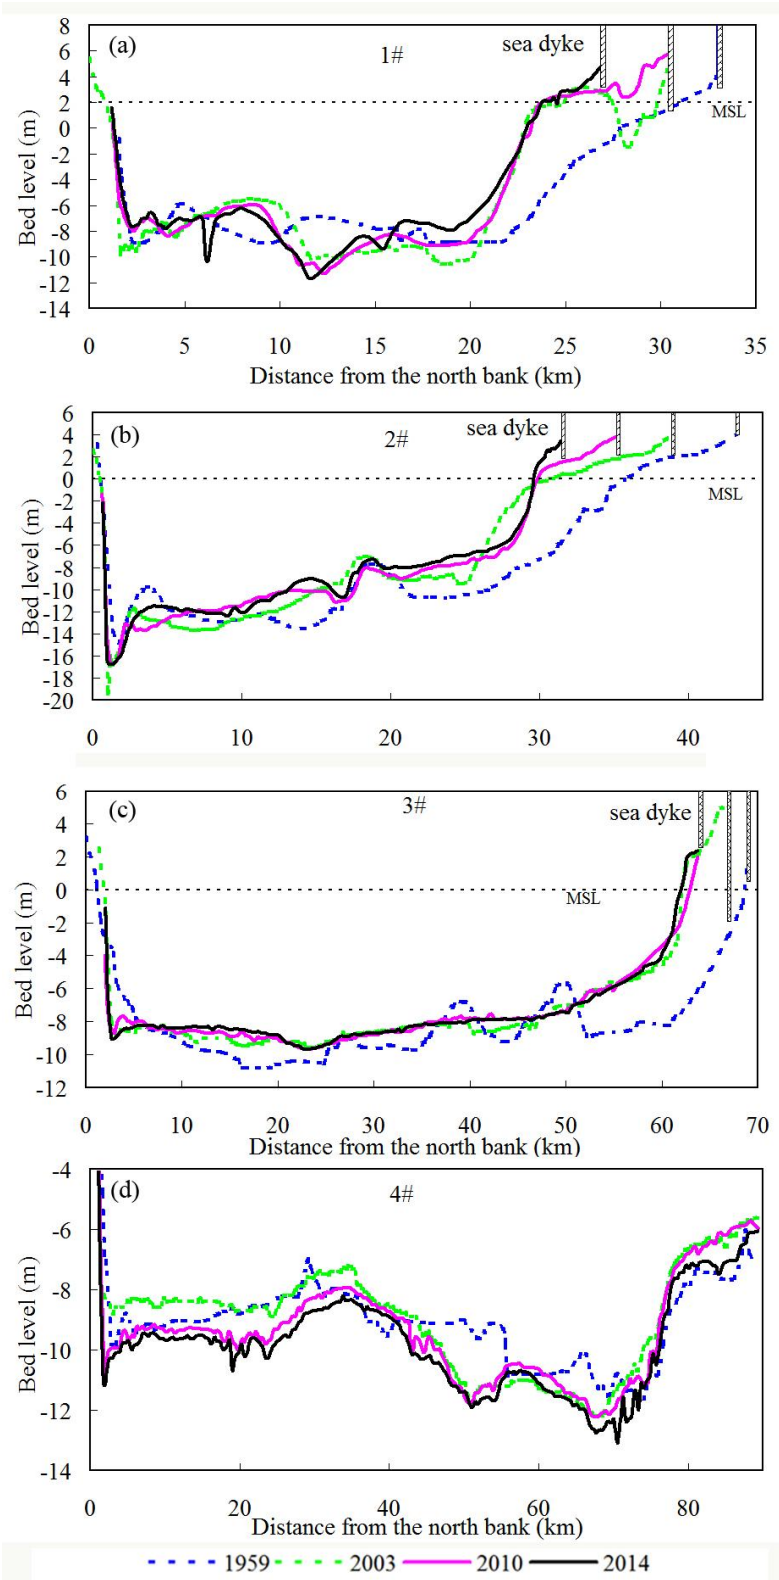 (a)
1#
sea dyke
MSL
Bed level (m)
8
6
4
2
0
-2
-4
-6
-8
-10
-12
-14
0 5 10 15 20 25 30 35
Distance from the north bank (km)
(b)
2#
sea dyke
MSL
Bed level (m)
6
4
2
0
-2
-4
-6
-8
-10
-12
-14
-16
-18
-20
0 10 20 30 40
(c)
3#
sea dyke
MSL
Bed level (m)
6
4
2
0
-2
-4
-6
-8
-10
-12
0 10 20 30 40 50 60 70
Distance from the north bank (km)
(d)
4#
Bed level (m)
-4
-6
-8
-10
-12
-14
0 20 40 60 80
Distance from the north bank (km)
1959 2003 2010 2014